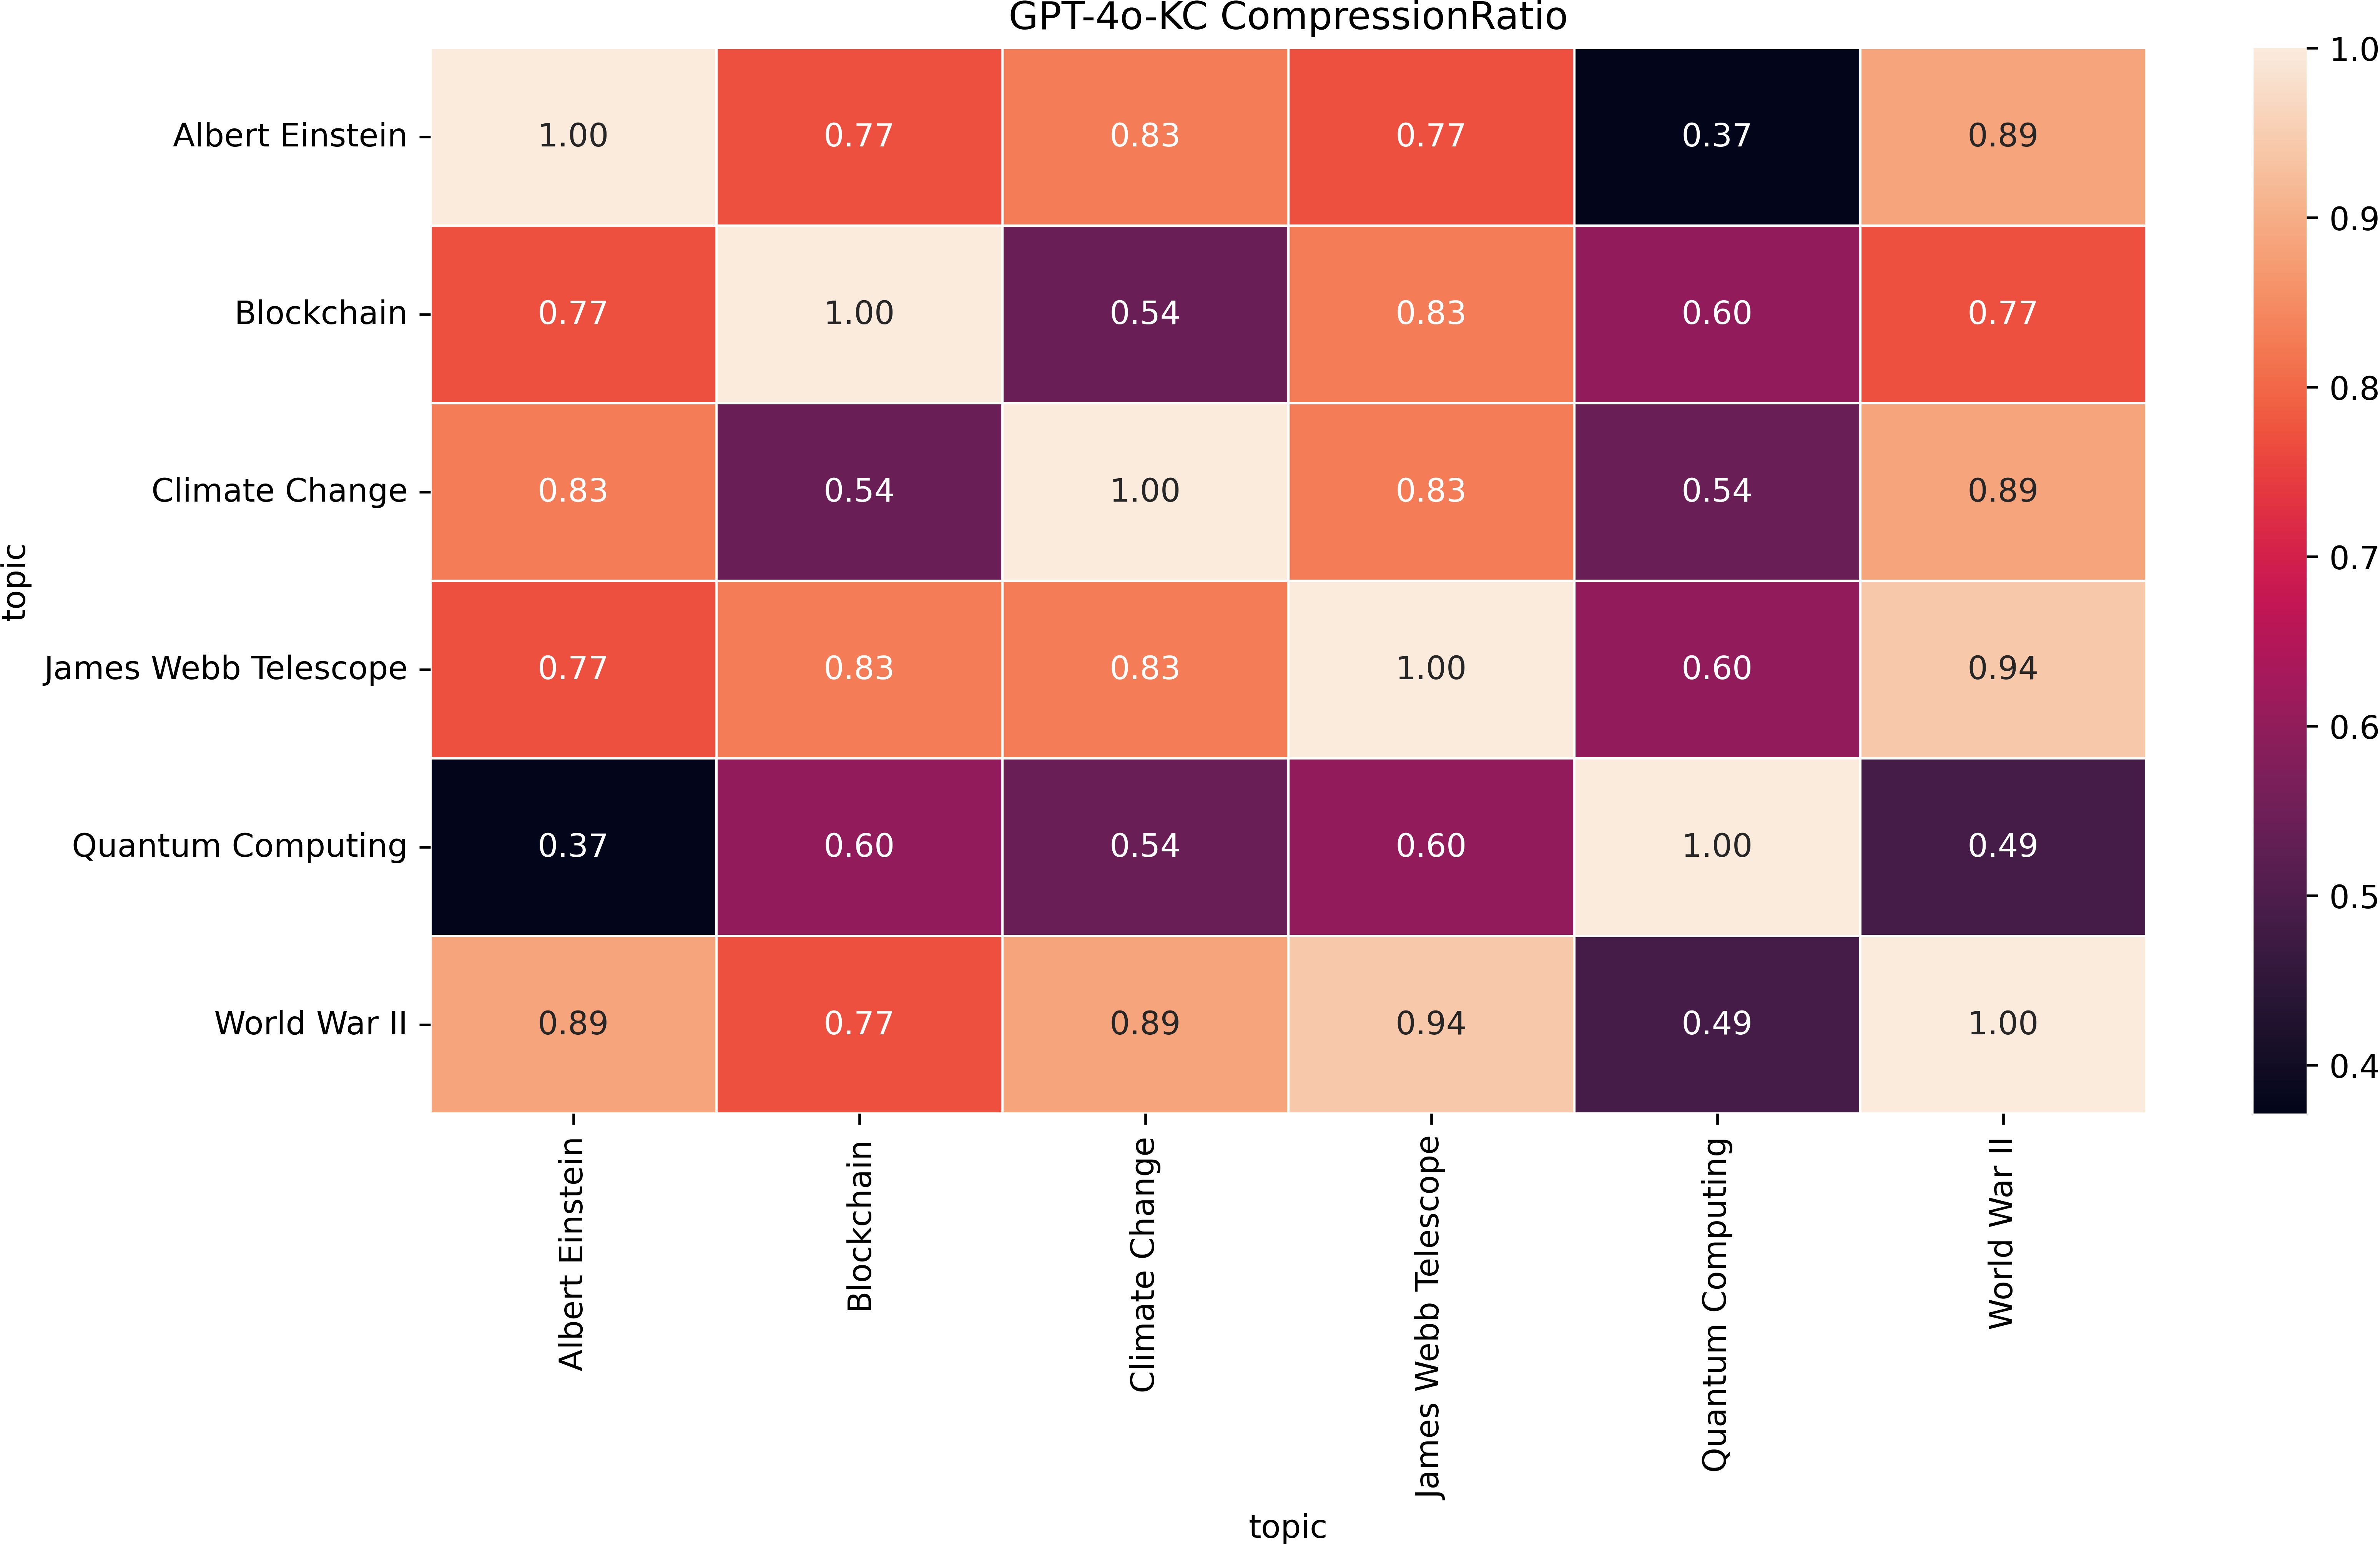 GPT-4o-KC CompressionRatio
topic
Albert Einstein 1.00 0.77 0.83 0.77 0.37 0.89
Blockchain 0.77 1.00 0.54 0.83 0.60 0.77
Climate Change 0.83 0.54 1.00 0.83 0.54 0.89
James Webb Telescope 0.77 0.83 0.83 1.00 0.60 0.94
Quantum Computing 0.37 0.60 0.54 0.60 1.00 0.49
World War II 0.89 0.77 0.89 0.94 0.49 1.00
Albert Einstein
Blockchain
Climate Change
James Webb Telescope
Quantum Computing
World War II
topic
1.0
0.9
0.8
0.7
0.6
0.5
0.4